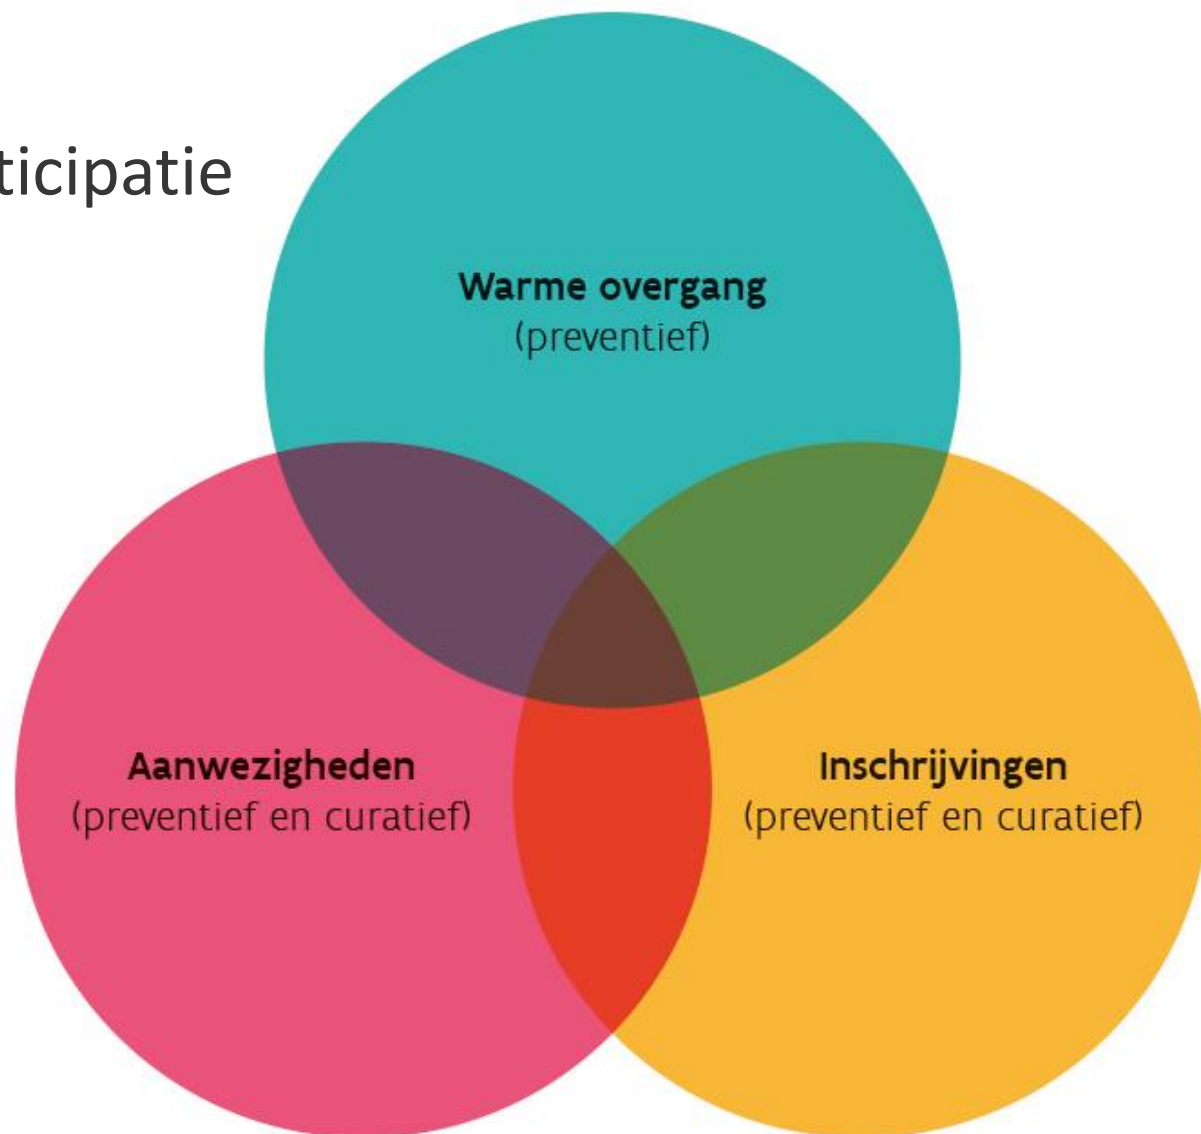 ticipatie
Warme overgang
(preventief)
Aanwezigheden
(preventief en curatief)
Inschrijvingen
(preventief en curatief)